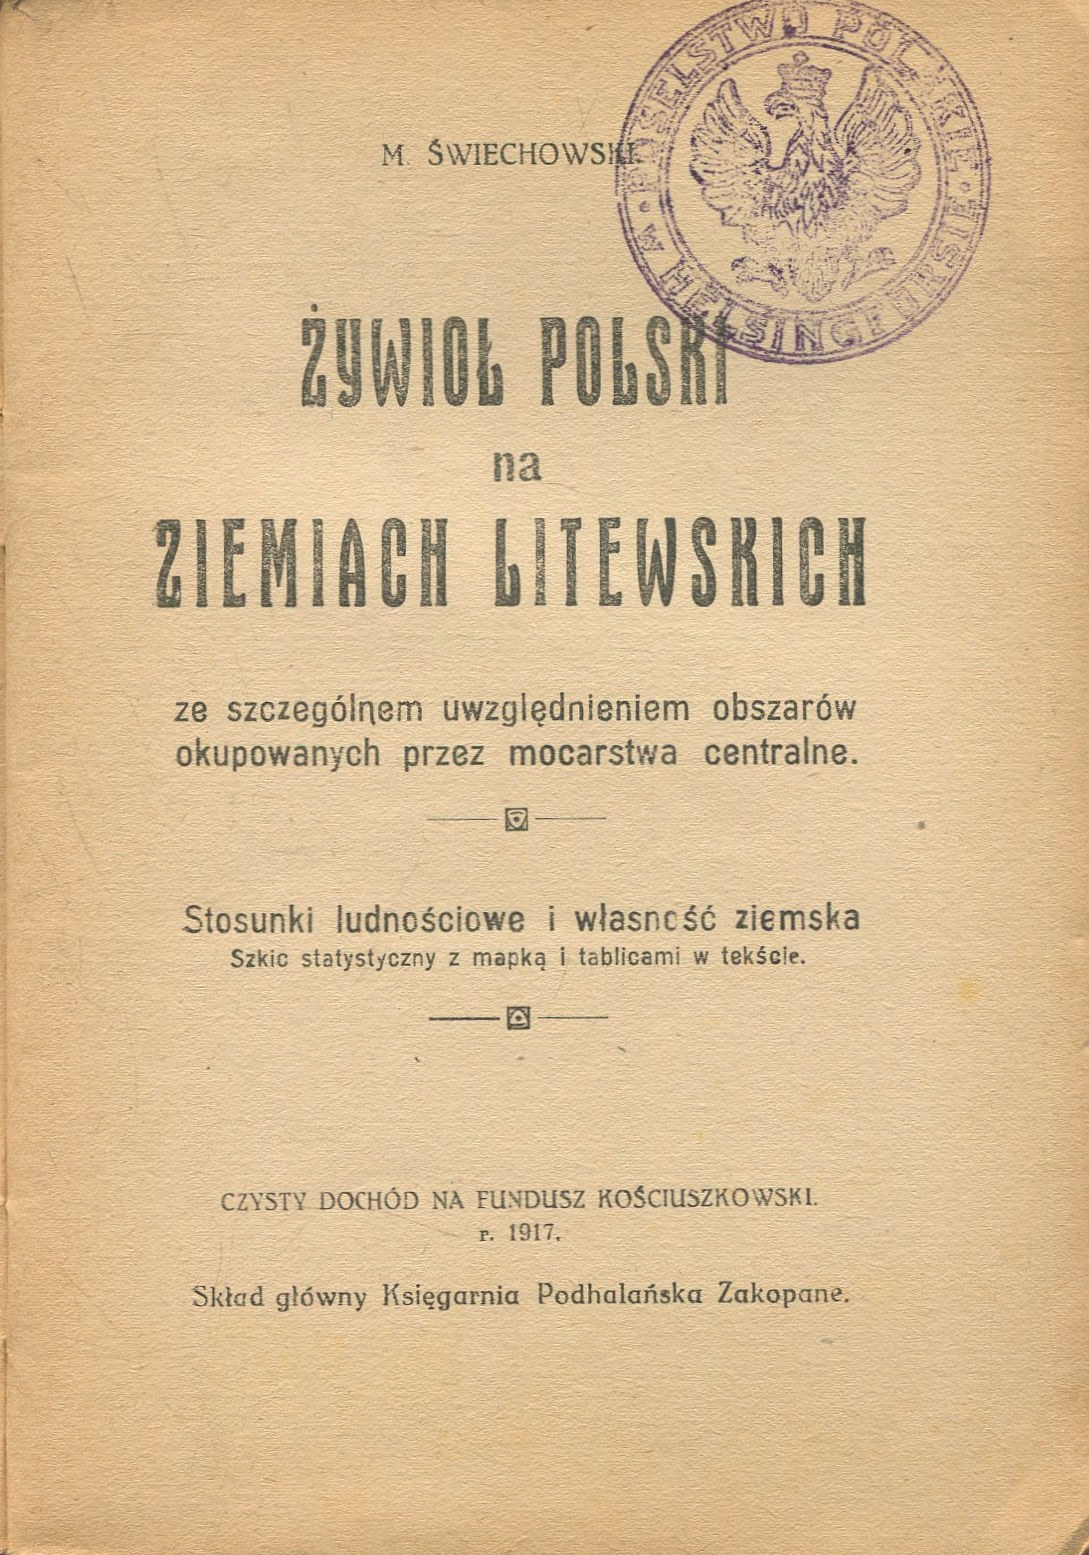 M. ŚWIECHOWSKI.
POSELSTWO POLSKIE
W HELSINGFORSIE
ŻYWIOŁ POLSKI
na
ZIEMIACH LITEWSKICH
ze szczególnem uwzględnieniem obszarów
okupowanych przez mocarstwa centralne.
Stosunki ludnościowe i własność ziemska
Szkic statystyczny z mapką i tablicami w tekście.
CZYSTY DOCHÓD NA FUNDUSZ KOŚCIUSZKOWSKI.
r. 1917.
Skład główny Księgarnia Podhalańska Zakopane.